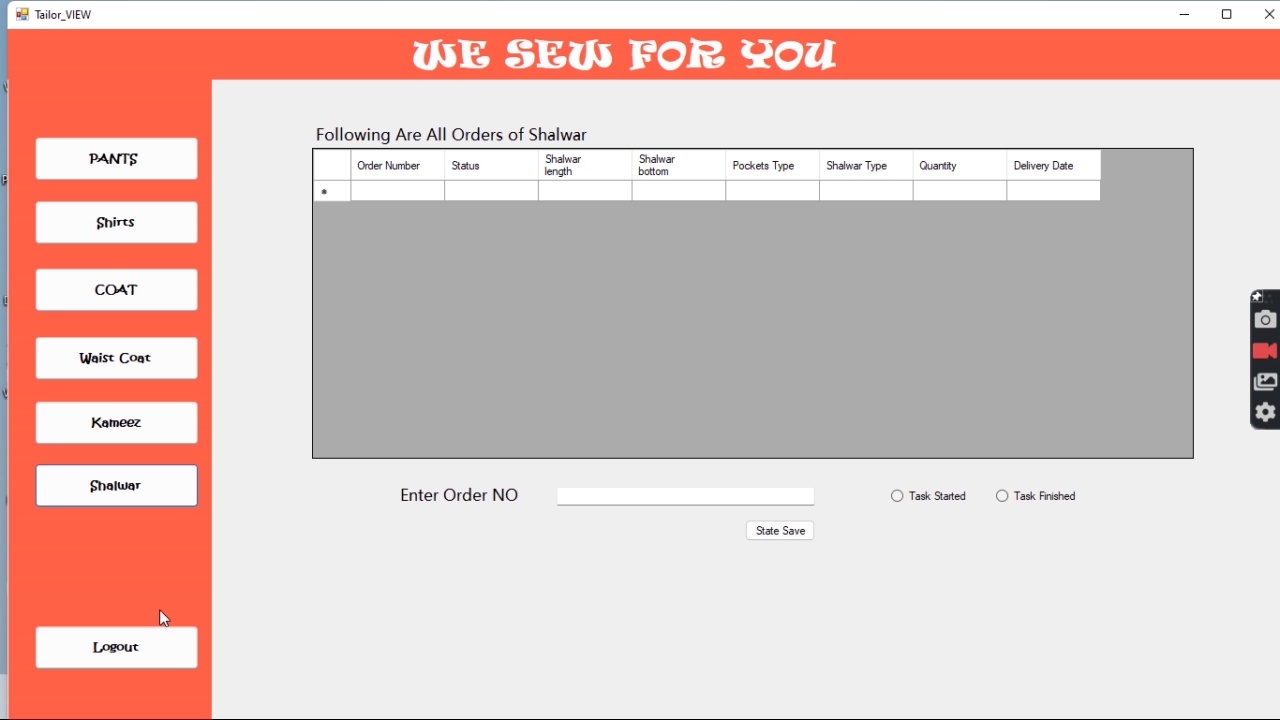 Tailor_VIEW
WE SEW FOR YOU
PANTS
Shirts
COAT
Waist Coat
Kameez
Shalwar
Logout
Following Are All Orders of Shalwar
Order Number
Status
Shalwar
length
Shalwar
bottom
Pockets Type
Shalwar Type
Quantity
Delivery Date
*
Enter Order NO
Task Started
Task Finished
State Save